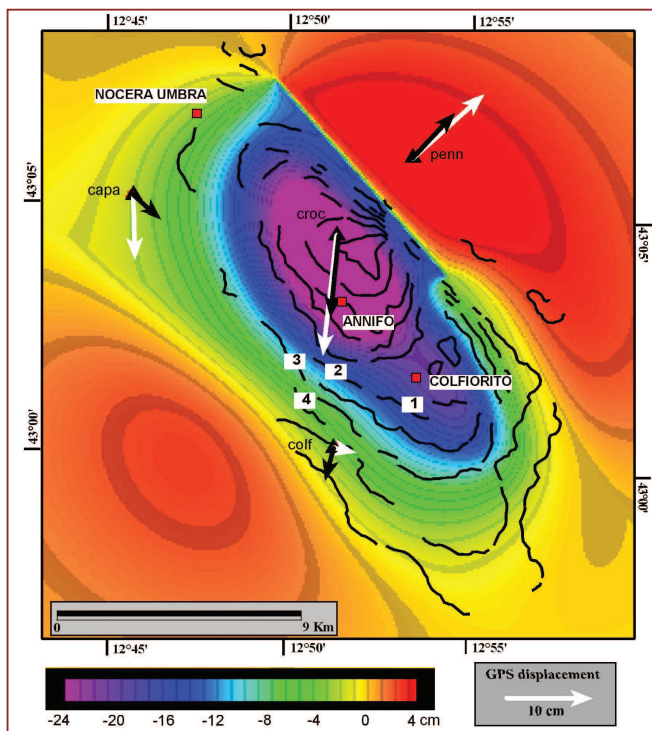 12°45' 12°50' 12°55'
NOCERA UMBRA
penn
capa
43°05'
croc
43°05'
ANNIFO
3
2
COLFIORITO
4
1
43°00'
colf
43°00'
0 9 Km
12°45' 12°50' 12°55'
-24 -20 -16 -12 -8 -4 0 4 cm
GPS displacement
10 cm